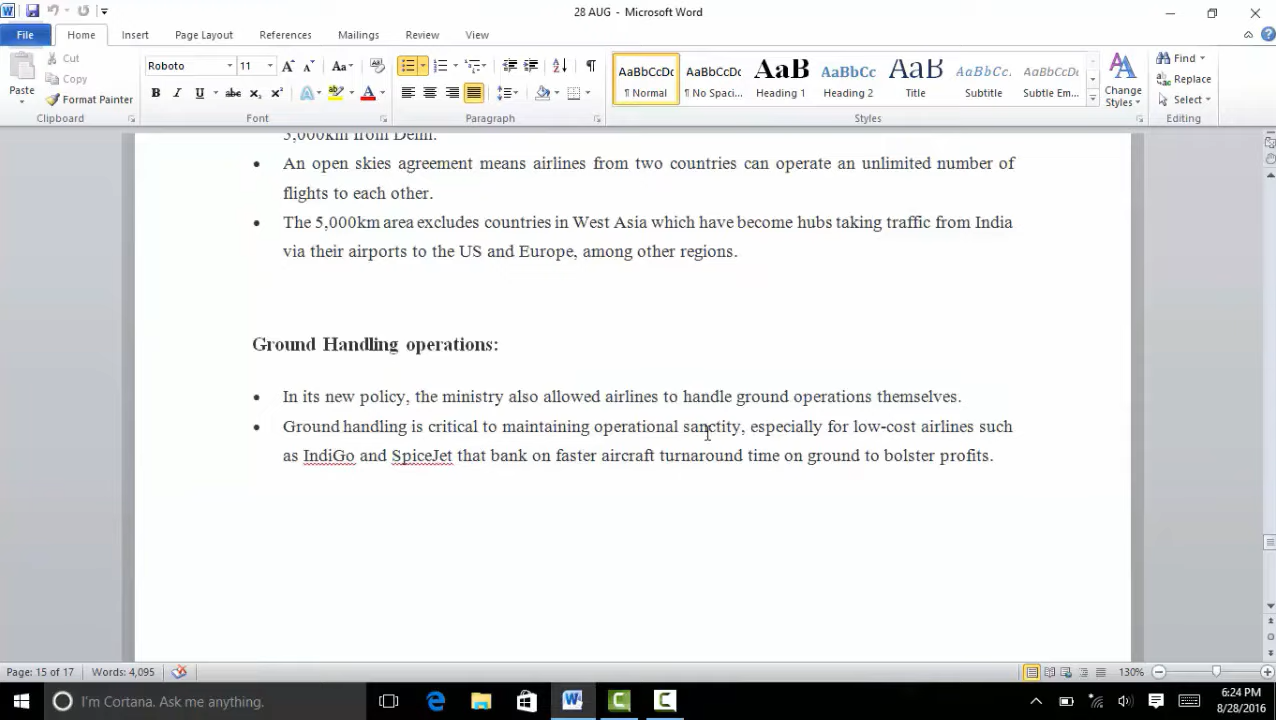 28 AUG - Microsoft Word
File Home Insert Page Layout References Mailings Review View
Paste
Cut
Copy
Format Painter
Clipboard
Roboto 11
Font
Paragraph
AaBbCcDc AaBbCcDc AaB AaBbCc AaB AaBbCcDc AaBbCcDc
¶ Normal ¶ No Spaci... Heading 1 Heading 2 Title Subtitle Subtle Em...
Change Styles
Styles
Find
Replace
Select
Editing
5,000km from Delhi.
• An open skies agreement means airlines from two countries can operate an unlimited number of
flights to each other.
• The 5,000km area excludes countries in West Asia which have become hubs taking traffic from India
via their airports to the US and Europe, among other regions.
Ground Handling operations:
• In its new policy, the ministry also allowed airlines to handle ground operations themselves.
• Ground handling is critical to maintaining operational sanctity, especially for low-cost airlines such
as IndiGo and SpiceJet that bank on faster aircraft turnaround time on ground to bolster profits.
Page: 15 of 17 Words: 4,095 130%
I'm Cortana. Ask me anything.
6:24 PM
8/28/2016